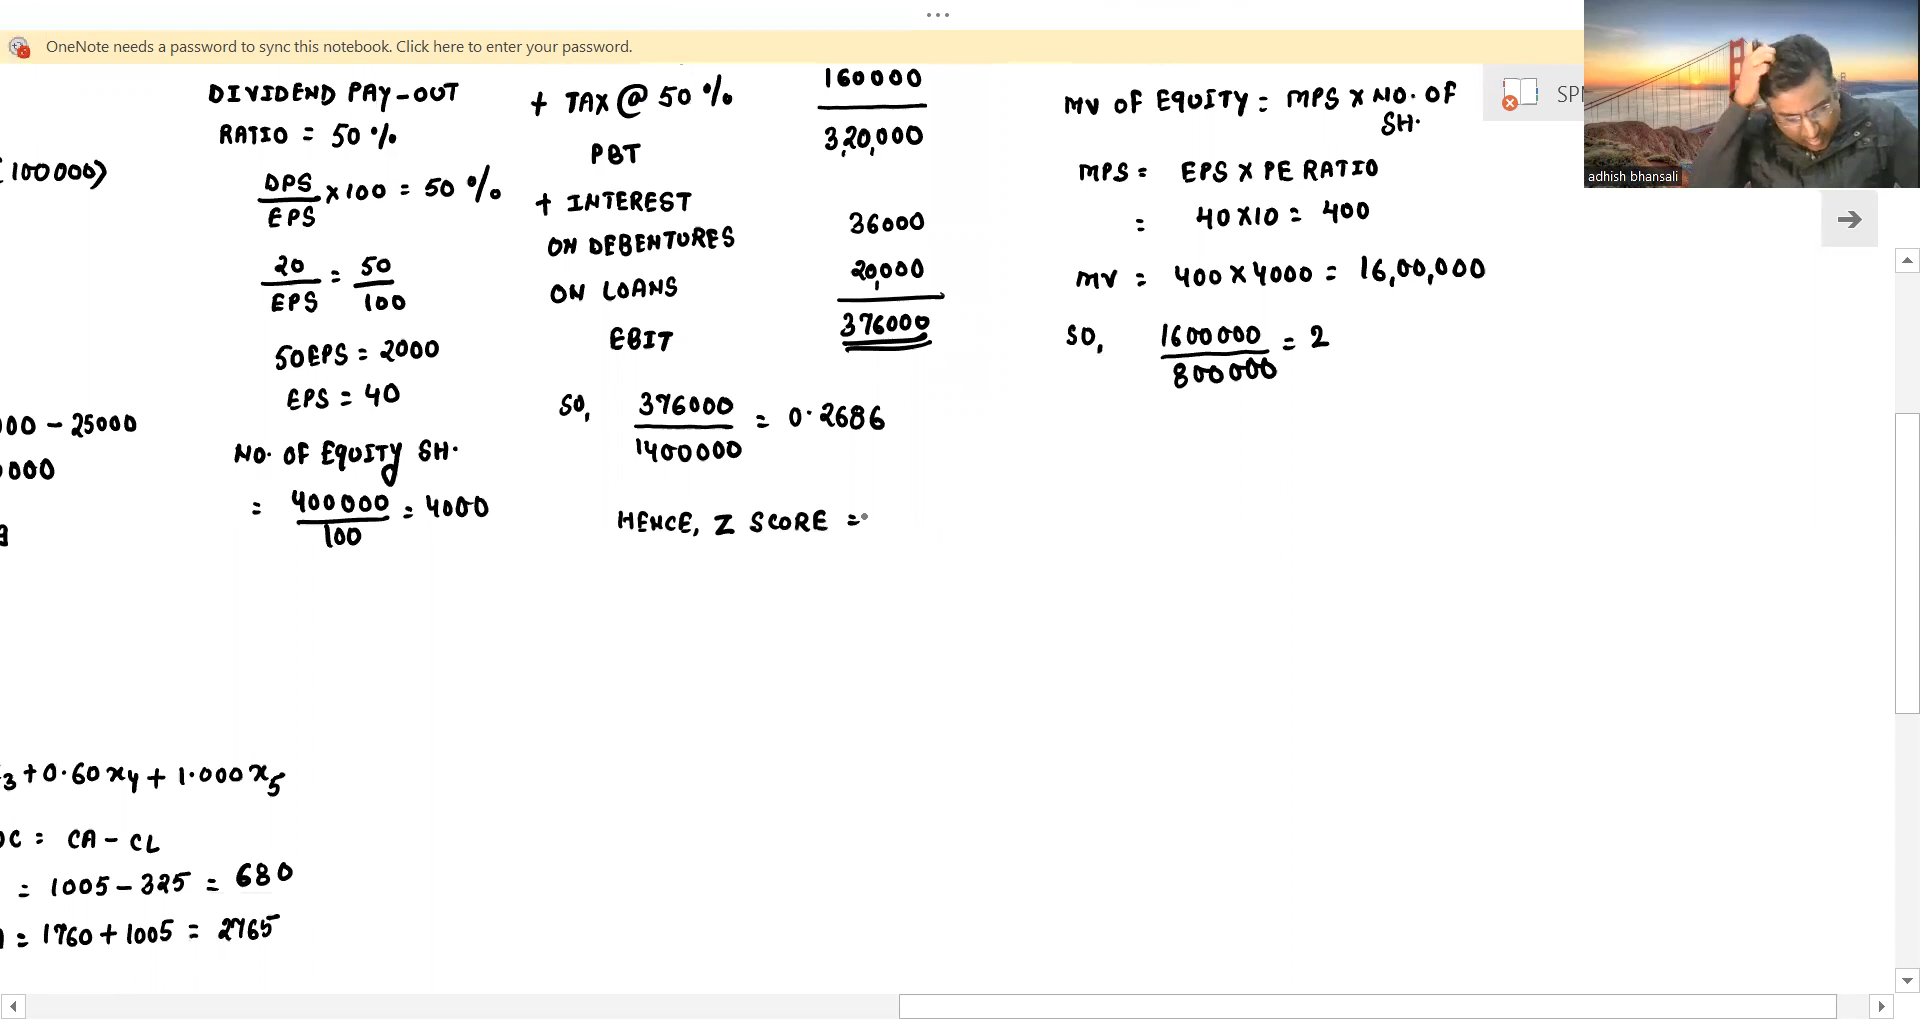 OneNote needs a password to sync this notebook. Click here to enter your password.
adhish bhansali
100000)
00 - 25000
000
DIVIDEND PAY-OUT
RATIO = 50%
DPS/EPS × 100 = 50%
20/EPS = 50/100
50EPS = 2000
EPS = 40
NO. OF EQUITY SH.
= 400000/100 = 4000
160000
+ TAX @ 50%
PBT 3,20,000
+ INTEREST
ON DEBENTURES 36000
ON LOANS 20,000
EBIT 376000
SO, 376000/1400000 = 0.2686
HENCE, Z SCORE =
MV OF EQUITY = MPS × NO. OF
SH.
MPS = EPS × PE RATIO
= 40×10 = 400
MV = 400 × 4000 = 16,00,000
SO, 1600000/800000 = 2
3 + 0.60 x4 + 1.000 x5
= CA - CL
= 1005 - 325 = 680
= 1760 + 1005 = 2765